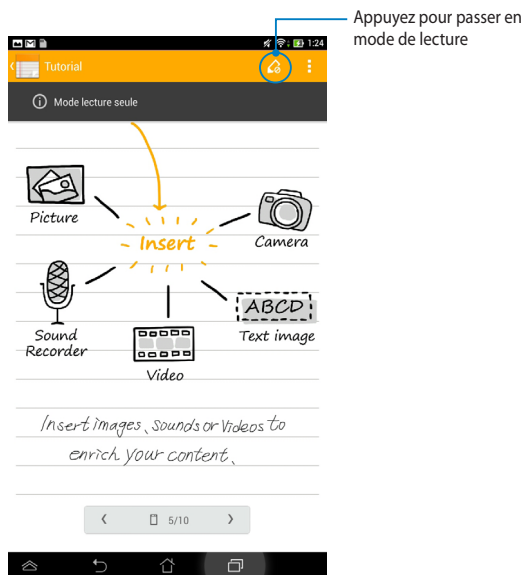 Appuyez pour passer en
mode de lecture
1:24
Tutorial
Mode lecture seule
Picture
Insert
Camera
Sound
Recorder
Video
ABCD
Text image
Insert images, sounds or Videos to
enrich your content.
5/10